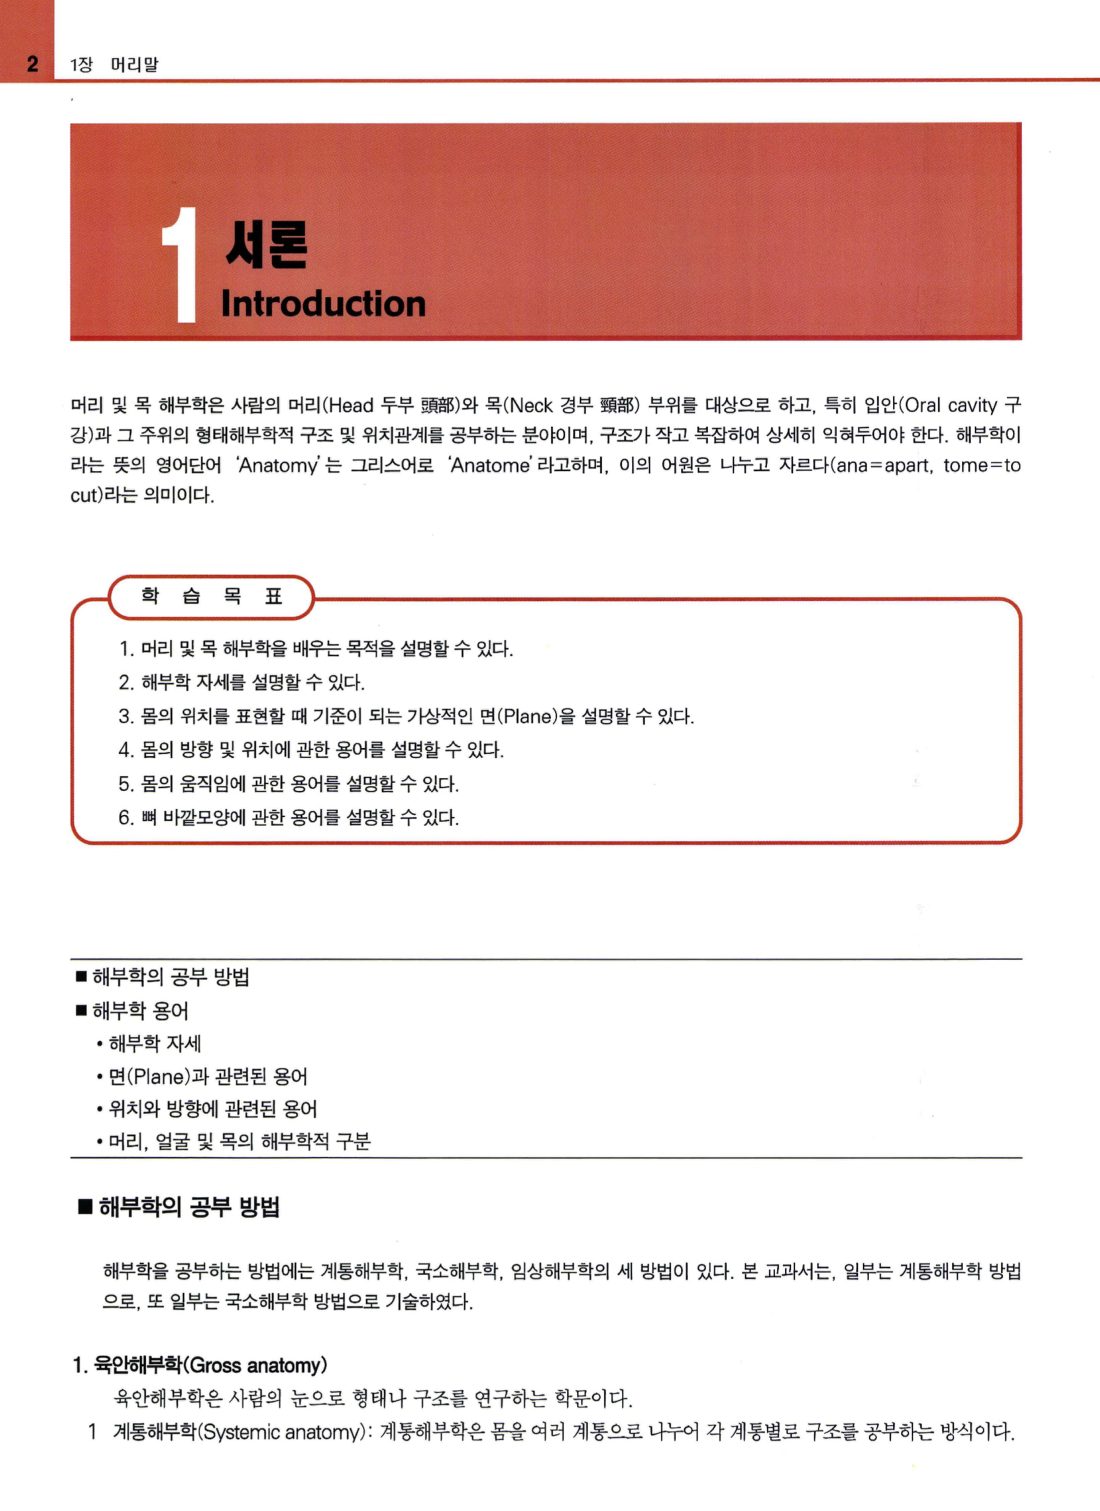 2 1장 머리말
1 서론
Introduction
머리 및 목 해부학은 사람의 머리(Head 두부 頭部)와 목(Neck 경부 頸部) 부위를 대상으로 하고, 특히 입안(Oral cavity 구
강)과 그 주위의 형태해부학적 구조 및 위치관계를 공부하는 분야이며, 구조가 작고 복잡하여 상세히 익혀두어야 한다. 해부학이
라는 뜻의 영어단어 ‘Anatomy’는 그리스어로 ‘Anatome’라고하며, 이의 어원은 나누고 자르다(ana=apart, tome=to
cut)라는 의미이다.
학 습 목 표
1. 머리 및 목 해부학을 배우는 목적을 설명할 수 있다.
2. 해부학 자세를 설명할 수 있다.
3. 몸의 위치를 표현할 때 기준이 되는 가상적인 면(Plane)을 설명할 수 있다.
4. 몸의 방향 및 위치에 관한 용어를 설명할 수 있다.
5. 몸의 움직임에 관한 용어를 설명할 수 있다.
6. 뼈 바깥모양에 관한 용어를 설명할 수 있다.
■ 해부학의 공부 방법
■ 해부학 용어
• 해부학 자세
• 면(Plane)과 관련된 용어
• 위치와 방향에 관련된 용어
• 머리, 얼굴 및 목의 해부학적 구분
■ 해부학의 공부 방법
해부학을 공부하는 방법에는 계통해부학, 국소해부학, 임상해부학의 세 방법이 있다. 본 교과서는, 일부는 계통해부학 방법
으로, 또 일부는 국소해부학 방법으로 기술하였다.
1. 육안해부학(Gross anatomy)
육안해부학은 사람의 눈으로 형태나 구조를 연구하는 학문이다.
1 계통해부학(Systemic anatomy): 계통해부학은 몸을 여러 계통으로 나누어 각 계통별로 구조를 공부하는 방식이다.